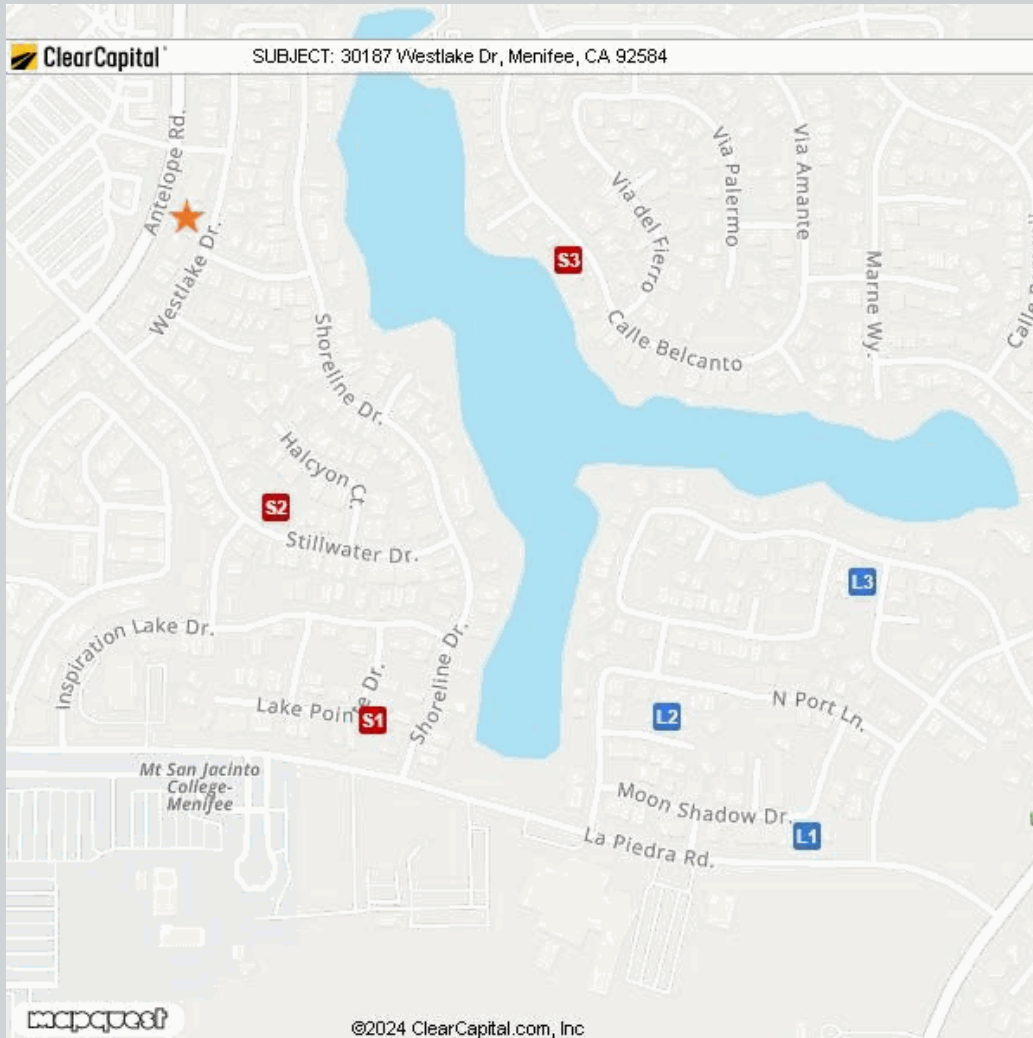 ClearCapital
SUBJECT: 30187 Westlake Dr, Menifee, CA 92584
Antelope Rd.
Westlake Dr.
Via Palermo
Via Amante
Via del Fierro
S3
Marne Wy.
Calle
Calle Belcanto
Shoreline Dr.
Halcyon Ct.
S2
Stillwater Dr.
L3
Inspiration Lake Dr.
Shoreline Dr.
Lake Pointe Dr.
S1
L2
N Port Ln.
Mt San Jacinto
College-
Menifee
Moon Shadow Dr.
L1
La Piedra Rd.
mapquest
©2024 ClearCapital.com, Inc